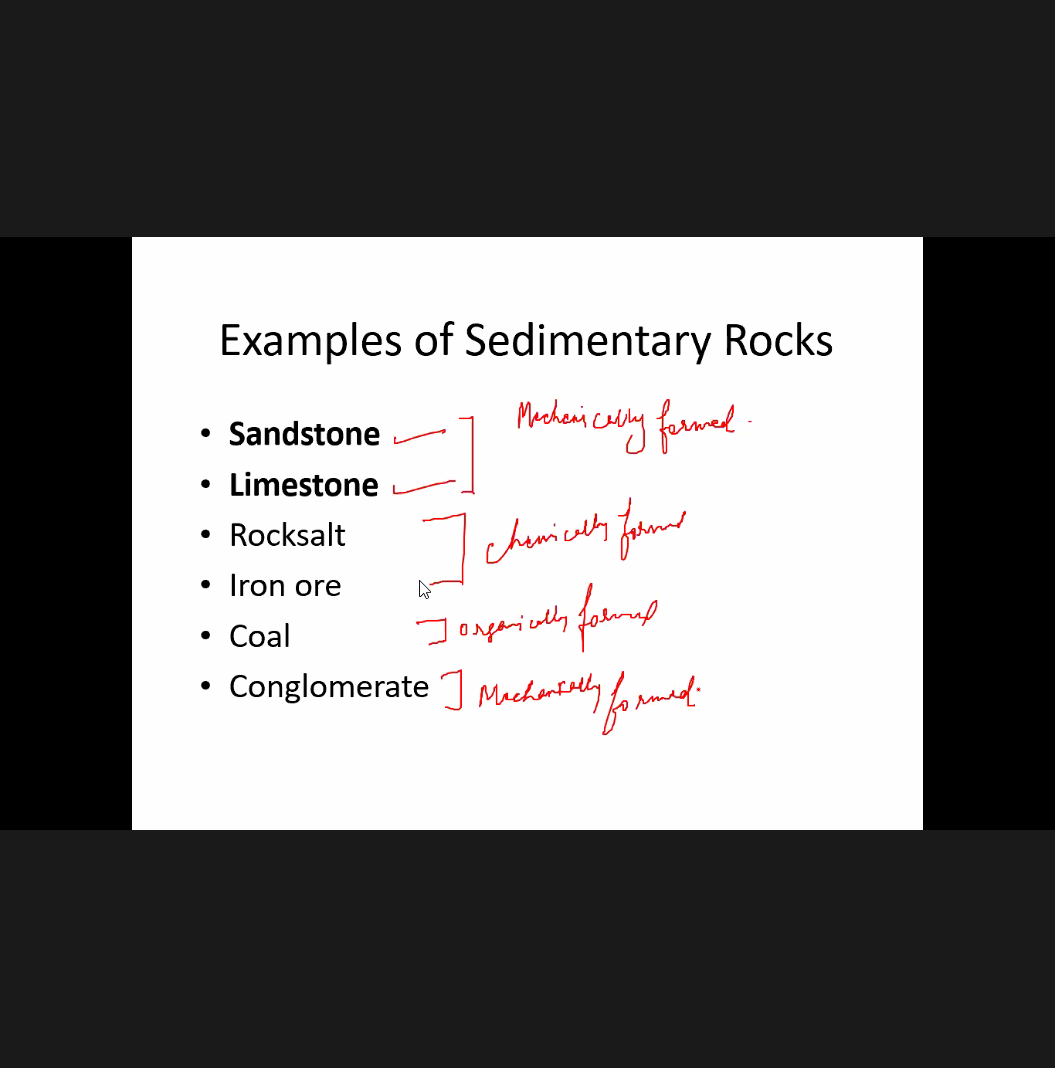 Examples of Sedimentary Rocks
• Sandstone
Mechanically formed.
• Limestone
• Rocksalt
chemically formed
• Iron ore
• Coal
organically formed
• Conglomerate
Mechanically formed.